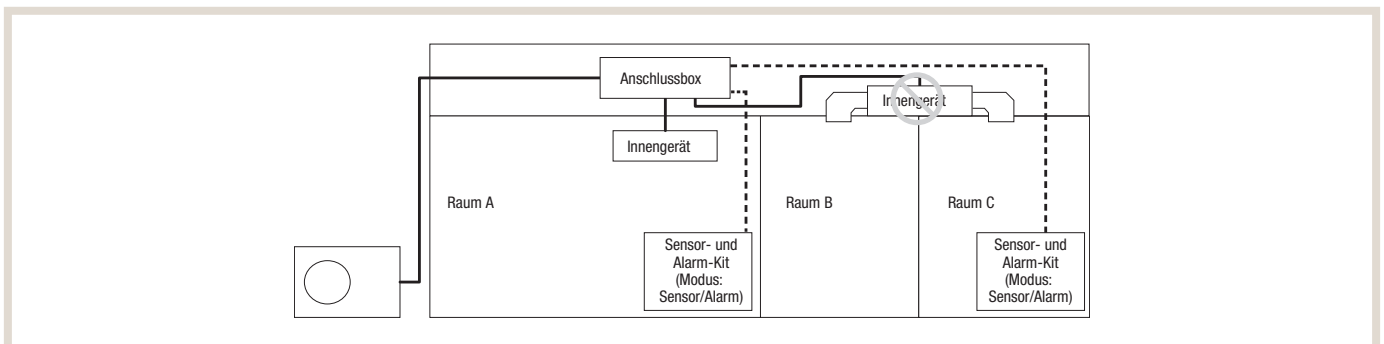 Anschlussbox
Innengerät
Innengerät
Raum A
Raum B
Raum C
Sensor- und
Alarm-Kit
(Modus:
Sensor/Alarm)
Sensor- und
Alarm-Kit
(Modus:
Sensor/Alarm)